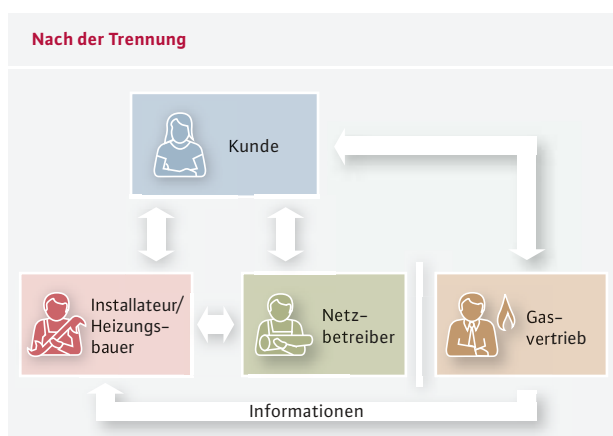 Nach der Trennung
Kunde
Installateur/
Heizungs-
bauer
Netz-
betreiber
Gas-
vertrieb
Informationen